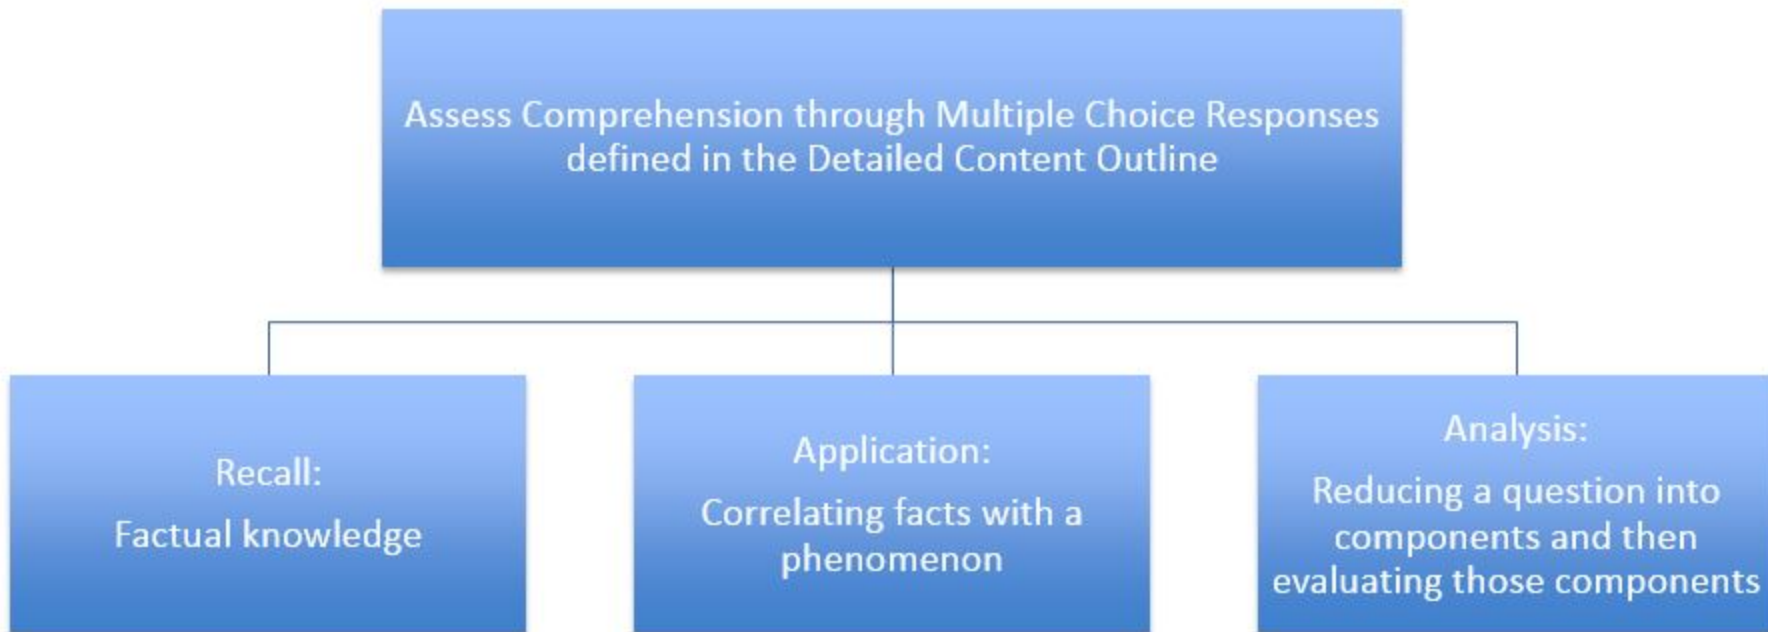 Assess Comprehension through Multiple Choice Responses
defined in the Detailed Content Outline
Recall:
Factual knowledge
Application:
Correlating facts with a
phenomenon
Analysis:
Reducing a question into
components and then
evaluating those components